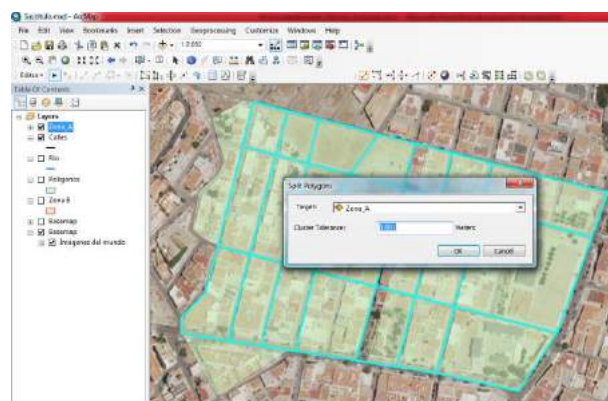 Sin título.mxd - ArcMap
File Edit View Bookmarks Insert Selection Geoprocessing Customize Windows Help
Editor
Table Of Contents
Layers
Zona_A
Calles
Rio
Poligonos
Zona B
Basemap
Basemap
Imágenes del mundo
Split Polygons
Target: Zona_A
Cluster Tolerance: Meters
OK Cancel